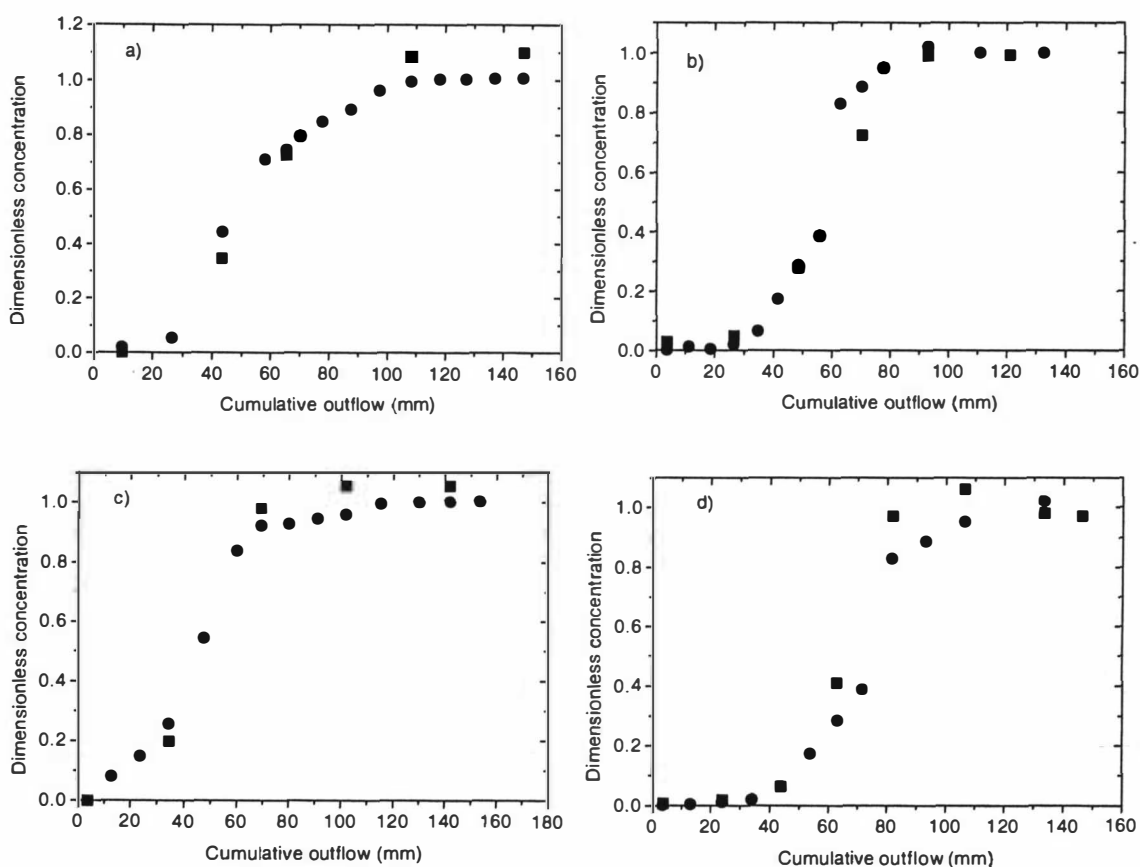 a)
Dimensionless concentration
1.2
1.0
0.8
0.6
0.4
0.2
0.0
0 20 40 60 80 100 120 140 160
Cumulative outflow (mm)
b)
Dimensionless concentration
1.0
0.8
0.6
0.4
0.2
0.0
0 20 40 60 80 100 120 140 160
Cumulative outflow (mm)
c)
Dimensionless concentration
1.0
0.8
0.6
0.4
0.2
0.0
0 20 40 60 80 100 120 140 160 180
Cumulative outflow (mm)
d)
Dimensionless concentration
1.0
0.8
0.6
0.4
0.2
0.0
0 20 40 60 80 100 120 140 160
Cumulative outflow (mm)